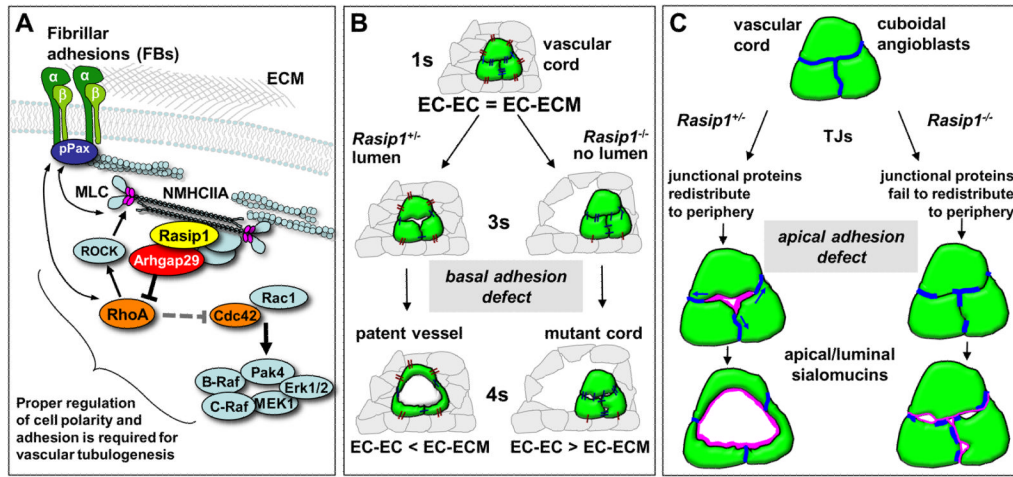 A
Fibrillar
adhesions (FBs)
ECM
α
α
β
β
pPax
MLC
NMHCIIA
Rasip1
ROCK
Arhgap29
RhoA
Cdc42
Rac1
Pak4
B-Raf
Erk1/2
C-Raf
MEK1
Proper regulation
of cell polarity and
adhesion is required for
vascular tubulogenesis
B
1s
vascular
cord
EC-EC = EC-ECM
Rasip1+/-
lumen
Rasip1-/-
no lumen
3s
basal adhesion
defect
patent vessel
mutant cord
4s
EC-EC < EC-ECM
EC-EC > EC-ECM
C
vascular
cord
cuboidal
angioblasts
Rasip1+/-
TJs
Rasip1-/-
junctional proteins
redistribute
to periphery
junctional proteins
fail to redistribute
to periphery
apical adhesion
defect
apical/luminal
sialomucins